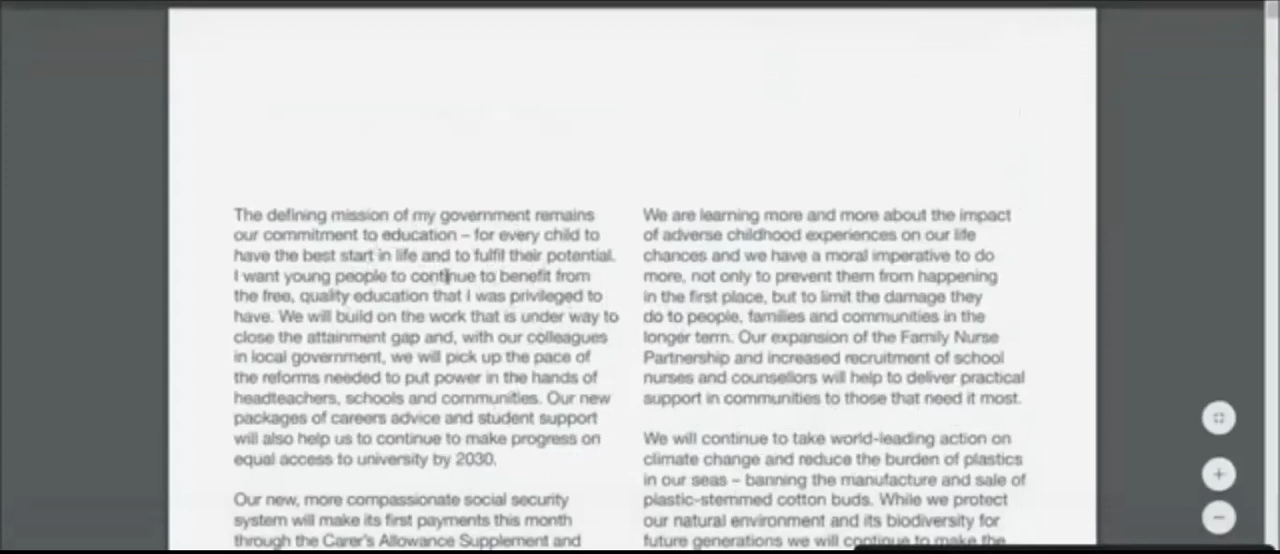 The defining mission of my government remains
our commitment to education – for every child to
have the best start in life and to fulfil their potential.
I want young people to continue to benefit from
the free, quality education that I was privileged to
have. We will build on the work that is under way to
close the attainment gap and, with our colleagues
in local government, we will pick up the pace of
the reforms needed to put power in the hands of
headteachers, schools and communities. Our new
packages of careers advice and student support
will also help us to continue to make progress on
equal access to university by 2030.
Our new, more compassionate social security
system will make its first payments this month
through the Carer's Allowance Supplement and
We are learning more and more about the impact
of adverse childhood experiences on our life
chances and we have a moral imperative to do
more, not only to prevent them from happening
in the first place, but to limit the damage they
do to people, families and communities in the
longer term. Our expansion of the Family Nurse
Partnership and increased recruitment of school
nurses and counsellors will help to deliver practical
support in communities to those that need it most.
We will continue to take world-leading action on
climate change and reduce the burden of plastics
in our seas – banning the manufacture and sale of
plastic-stemmed cotton buds. While we protect
our natural environment and its biodiversity for
future generations we will continue to make the